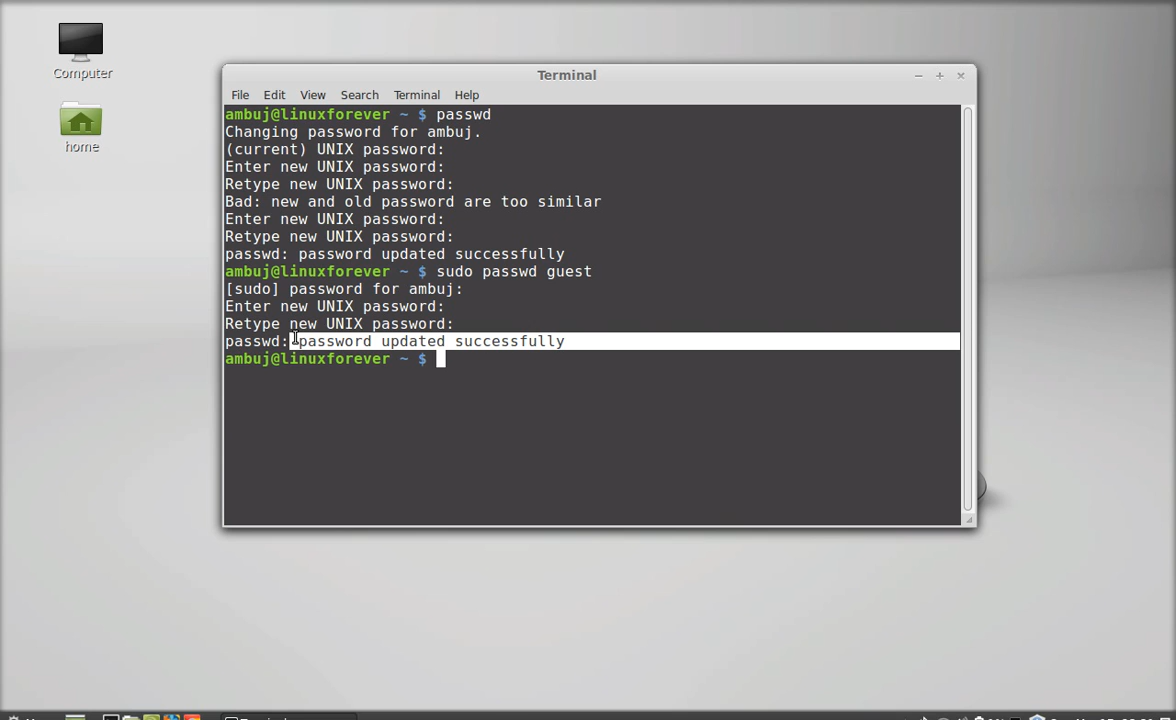 Computer
home
Terminal
File Edit View Search Terminal Help
ambuj@linuxforever ~ $ passwd
Changing password for ambuj.
(current) UNIX password:
Enter new UNIX password:
Retype new UNIX password:
Bad: new and old password are too similar
Enter new UNIX password:
Retype new UNIX password:
passwd: password updated successfully
ambuj@linuxforever ~ $ sudo passwd guest
[sudo] password for ambuj:
Enter new UNIX password:
Retype new UNIX password:
passwd: password updated successfully
ambuj@linuxforever ~ $